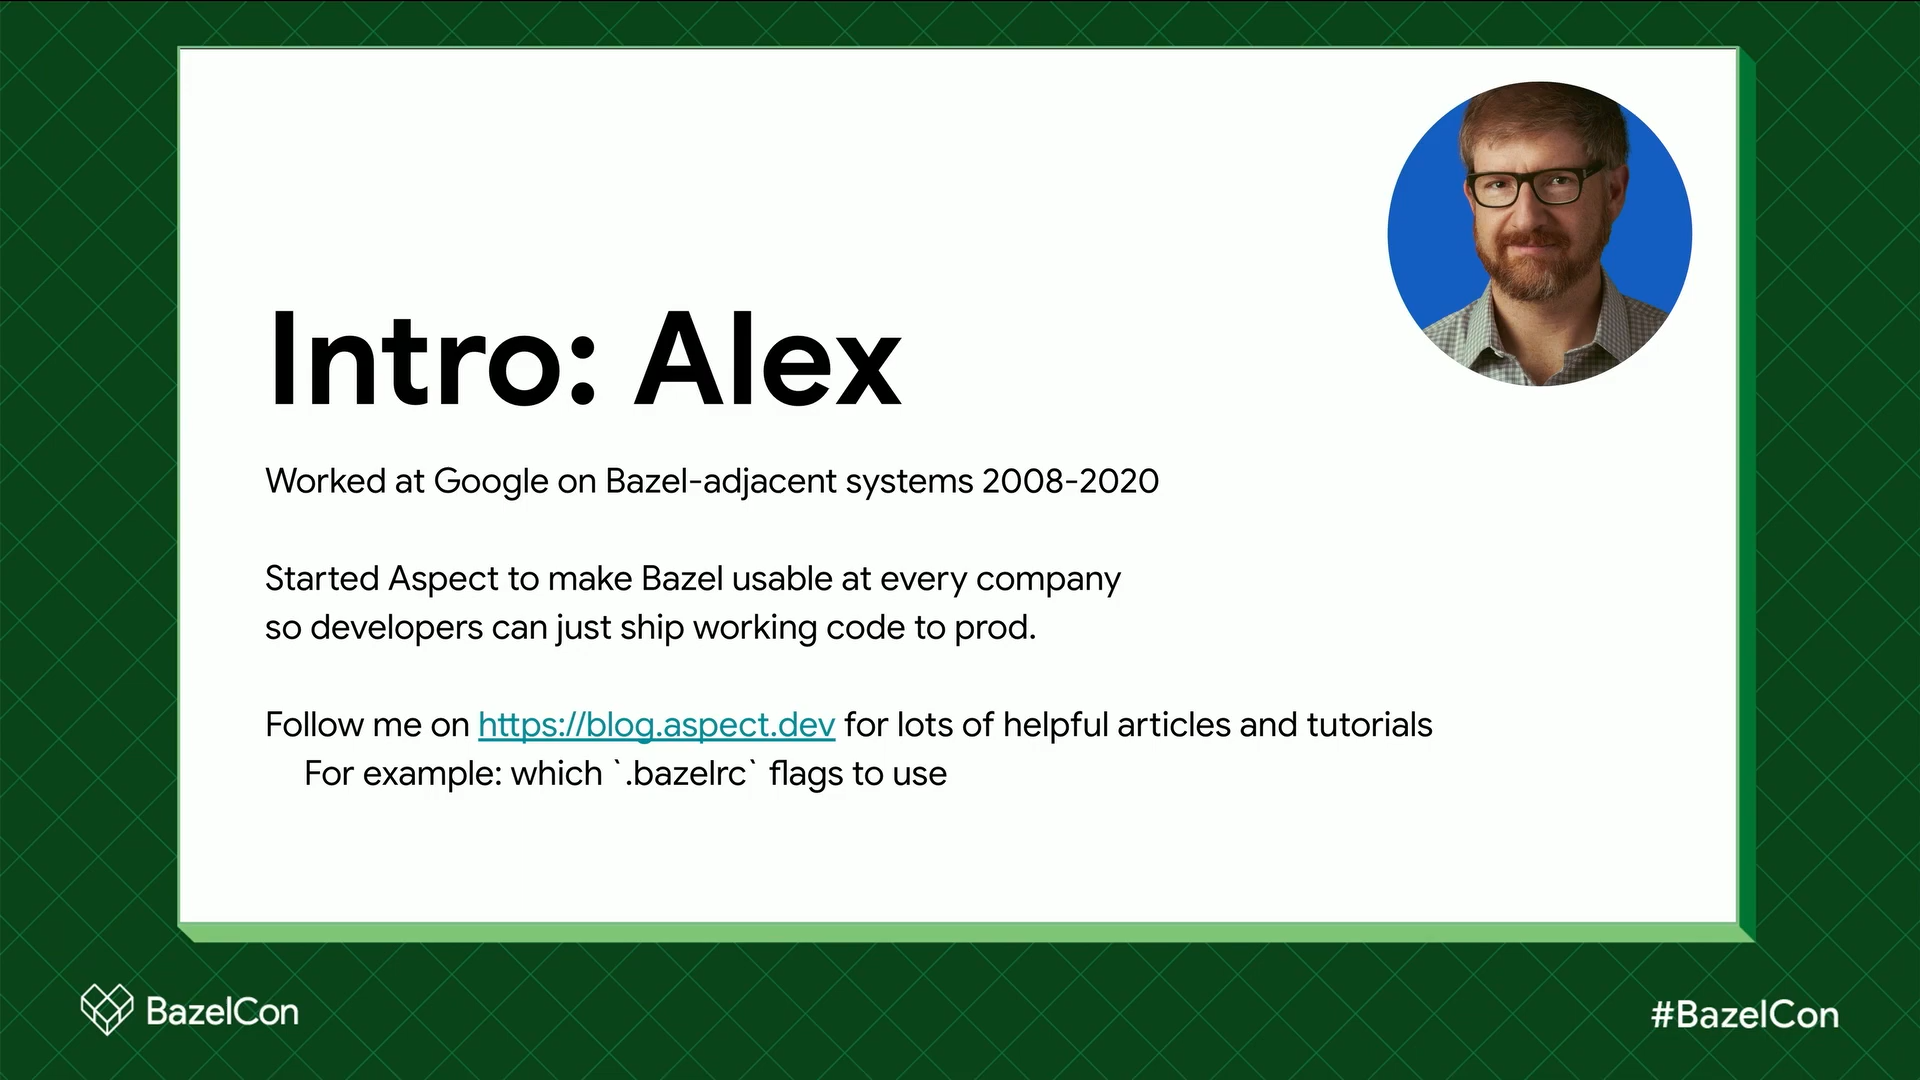 Intro: Alex
Worked at Google on Bazel-adjacent systems 2008-2020
Started Aspect to make Bazel usable at every company
so developers can just ship working code to prod.
Follow me on https://blog.aspect.dev for lots of helpful articles and tutorials
For example: which `.bazelrc` flags to use
BazelCon
#BazelCon